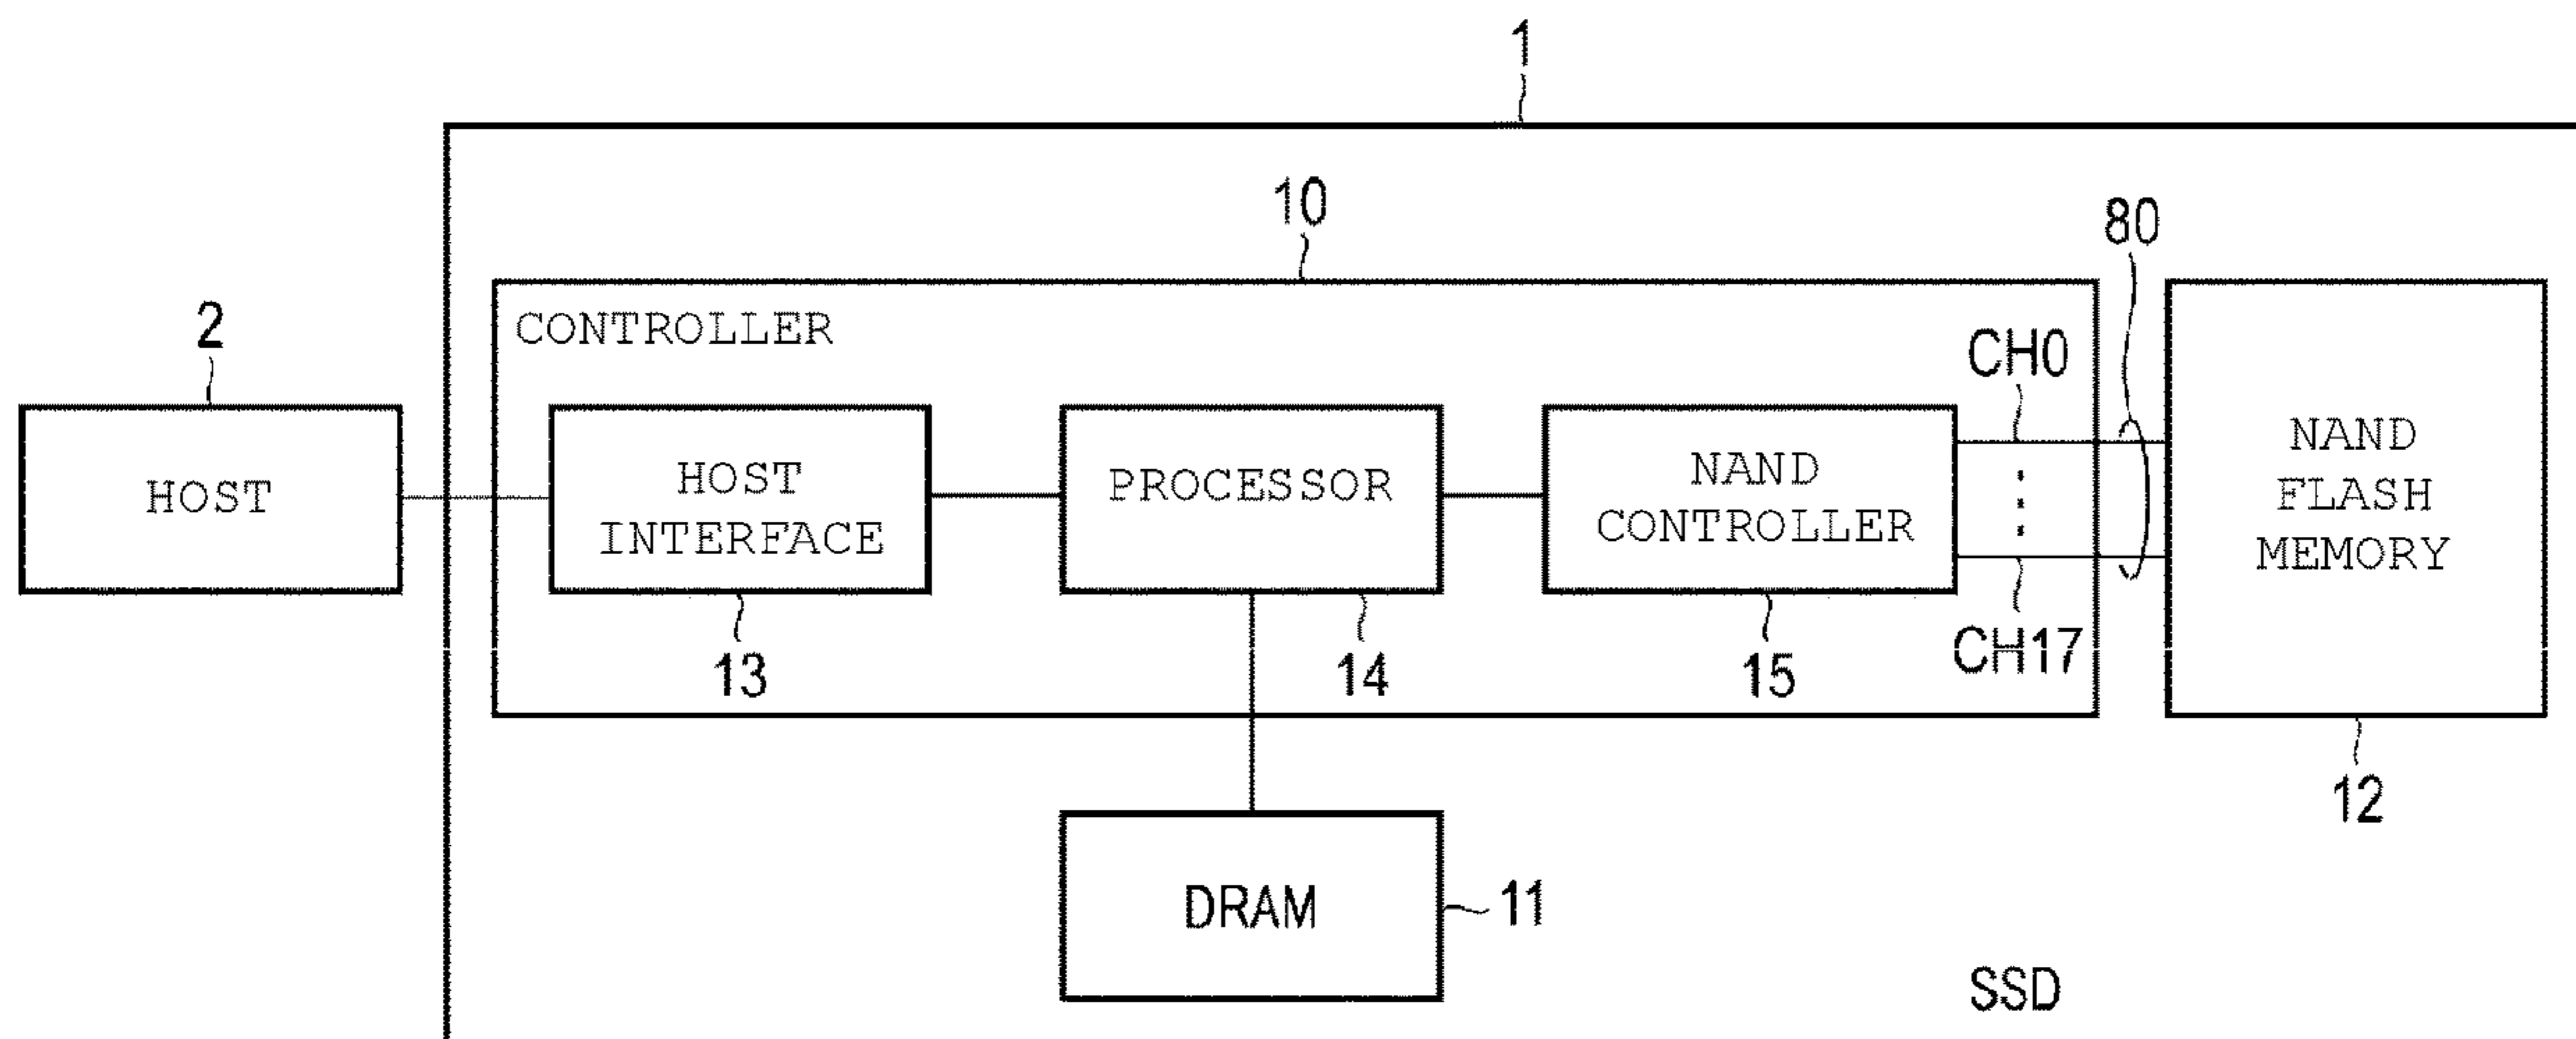 1
10
80
2
CONTROLLER
CH0
HOST
HOST
INTERFACE
PROCESSOR
NAND
CONTROLLER
NAND
FLASH
MEMORY
13
14
15
CH17
12
DRAM
11
SSD